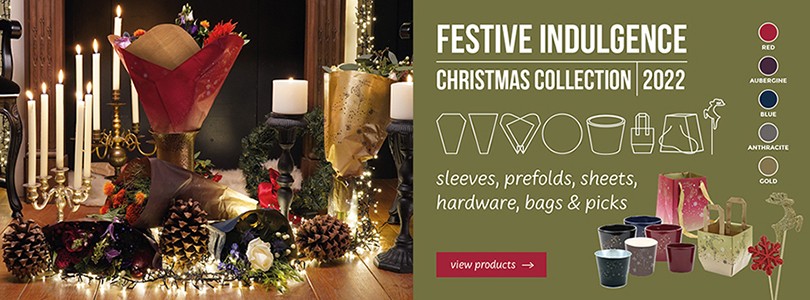 FESTIVE INDULGENCE
CHRISTMAS COLLECTION | 2022
sleeves, prefolds, sheets,
hardware, bags & picks
view products →
RED
AUBERGINE
BLUE
ANTHRACITE
GOLD